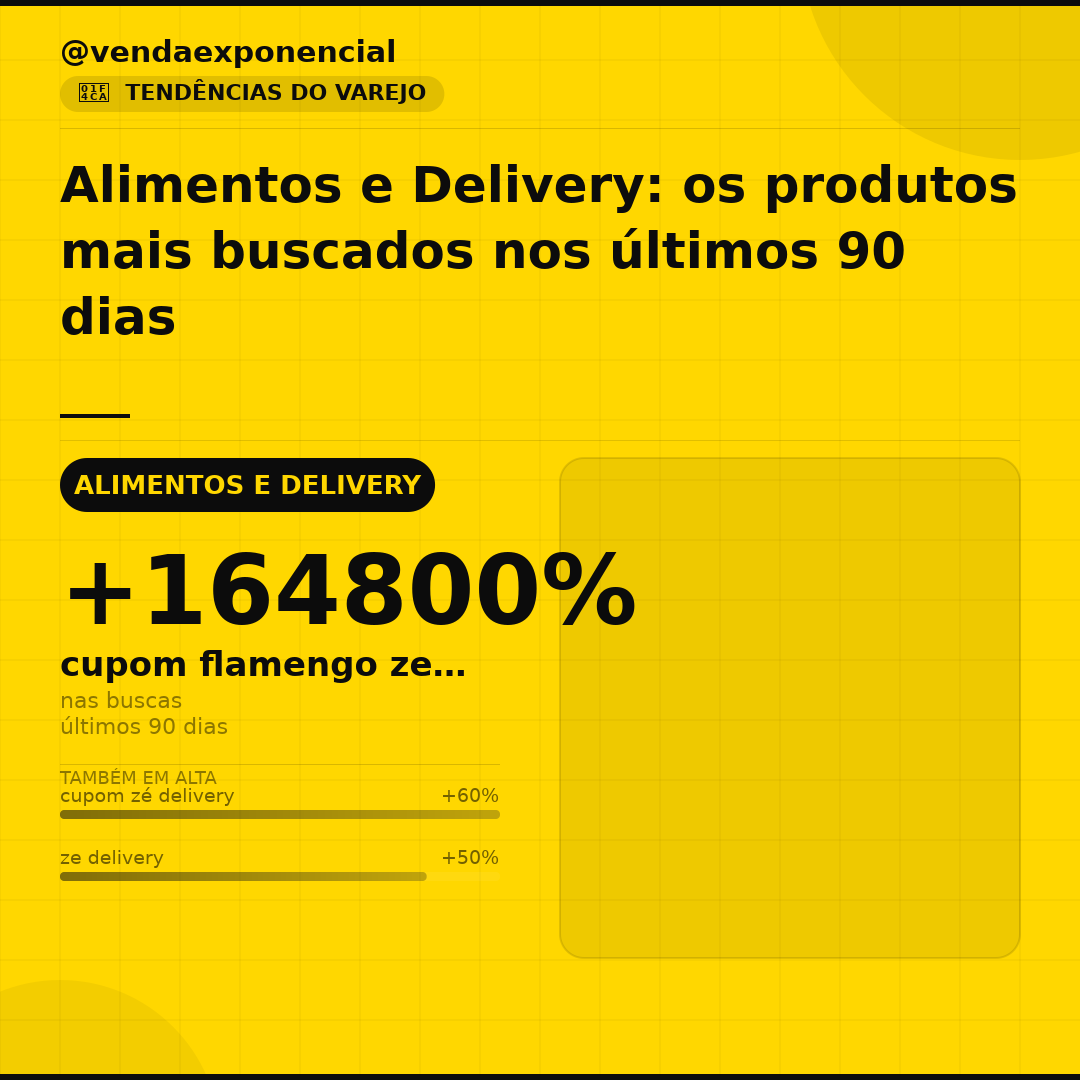 @vendaexponencial
TENDÊNCIAS DO VAREJO
Alimentos e Delivery: os produtos
mais buscados nos últimos 90
dias
ALIMENTOS E DELIVERY
+164800%
cupom flamengo ze...
nas buscas
últimos 90 dias
TAMBÉM EM ALTA
cupom zé delivery +60%
ze delivery +50%